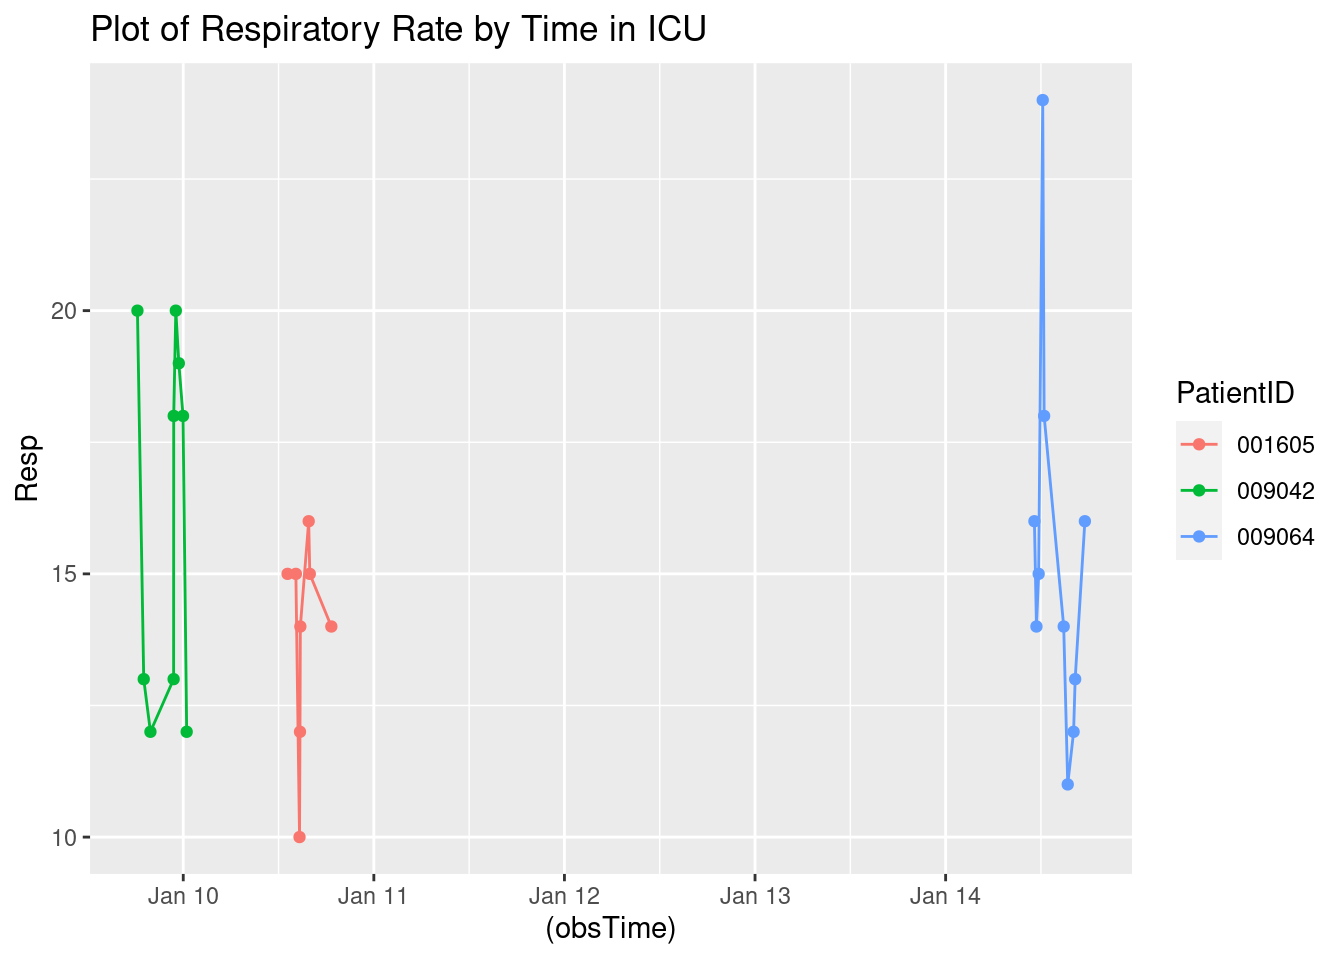 Plot of Respiratory Rate by Time in ICU
Resp
20
15
10
Jan 10
Jan 11
Jan 12
Jan 13
Jan 14
(obsTime)
PatientID
001605
009042
009064